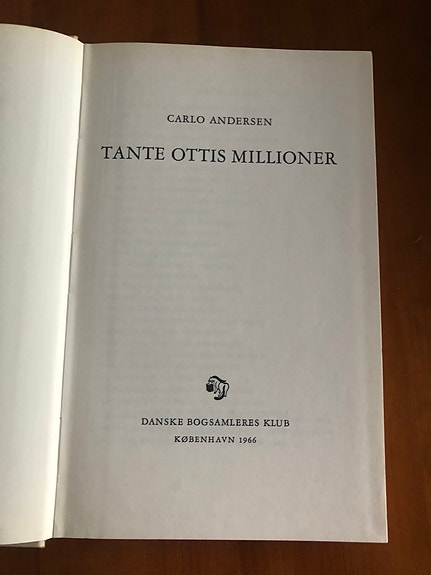 CARLO ANDERSEN
TANTE OTTIS MILLIONER
DANSKE BOGSAMLERES KLUB
KØBENHAVN 1966